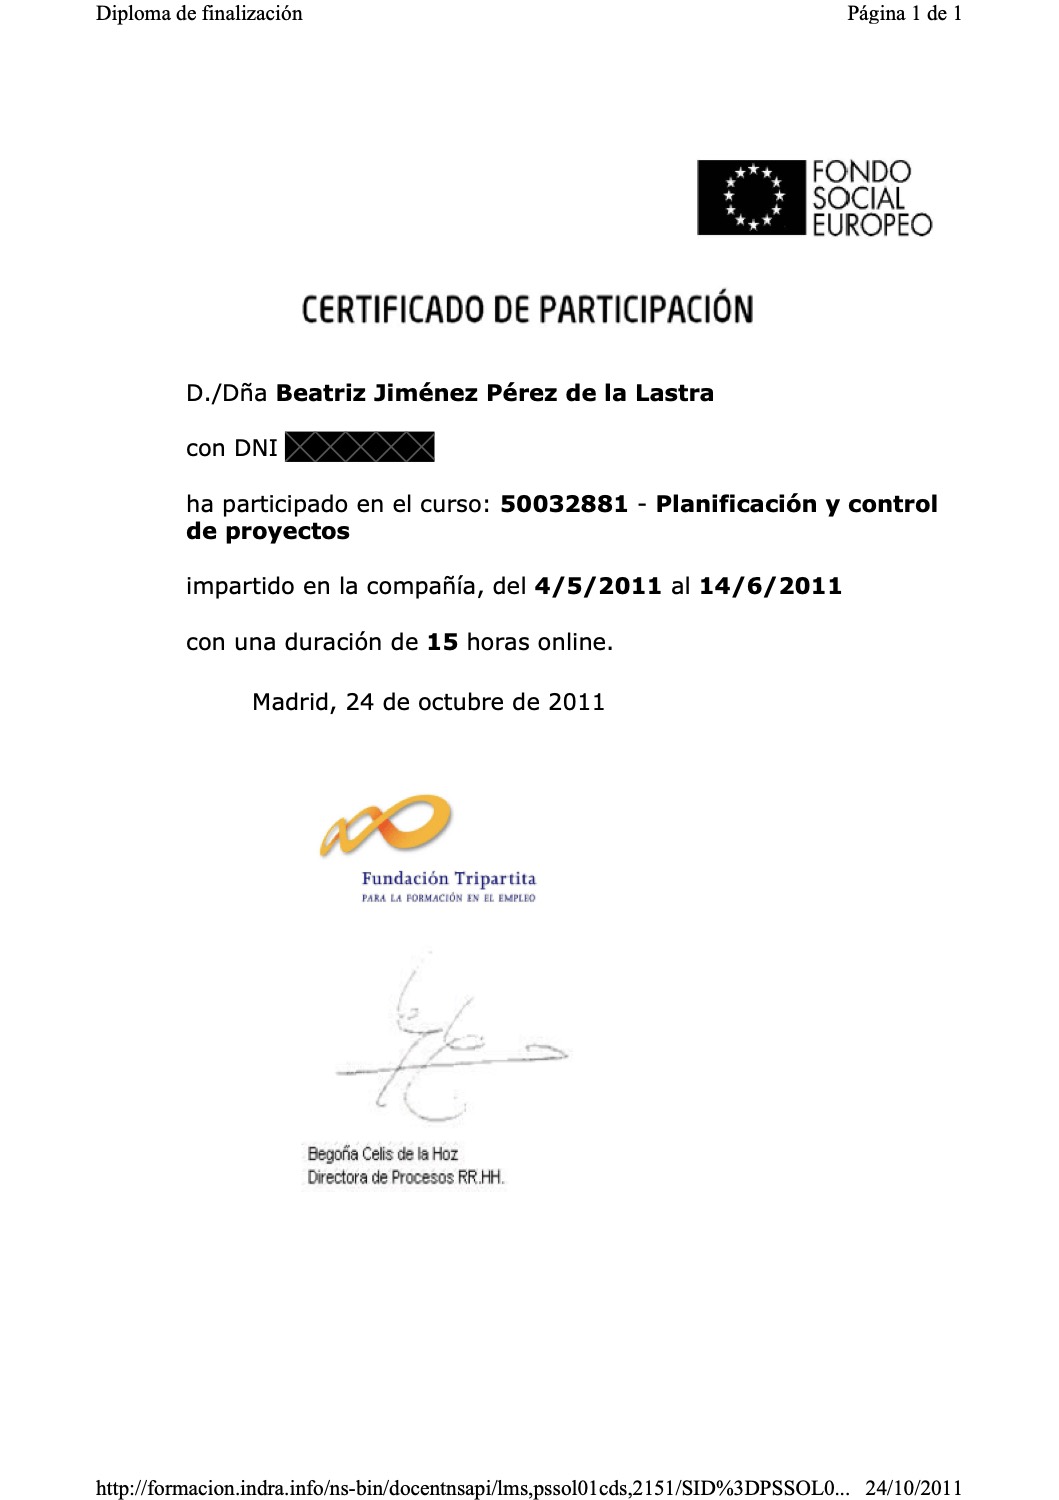 Diploma de finalización
Página 1 de 1
FONDO
SOCIAL
EUROPEO
CERTIFICADO DE PARTICIPACIÓN
D./Dña Beatriz Jiménez Pérez de la Lastra
con DNI
ha participado en el curso: 50032881 - Planificación y control
de proyectos
impartido en la compañía, del 4/5/2011 al 14/6/2011
con una duración de 15 horas online.
Madrid, 24 de octubre de 2011
Fundación Tripartita
PARA LA FORMACIÓN EN EL EMPLEO
Begoña Celis de la Hoz
Directora de Procesos RR.HH.
http://formacion.indra.info/ns-bin/docentnsapi/lms,pssol01cds,2151/SID%3DPSSOL0... 24/10/2011